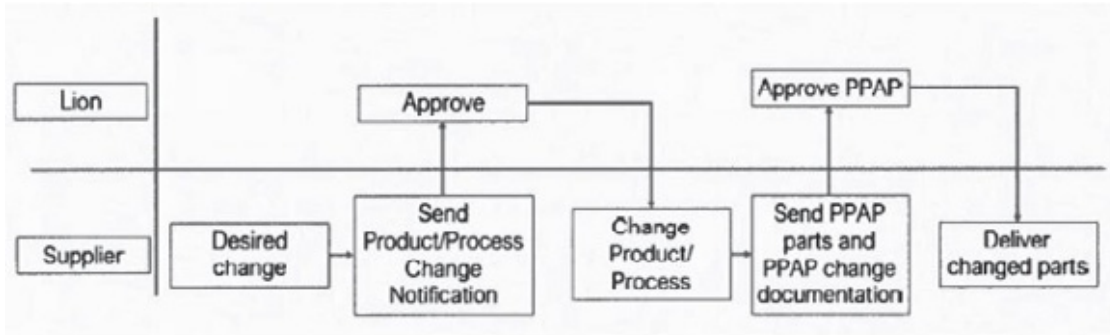 Lion
Approve
Approve PPAP
Supplier
Desired
change
Send
Product/Process
Change
Notification
Change
Product/
Process
Send PPAP
parts and
PPAP change
documentation
Deliver
changed parts